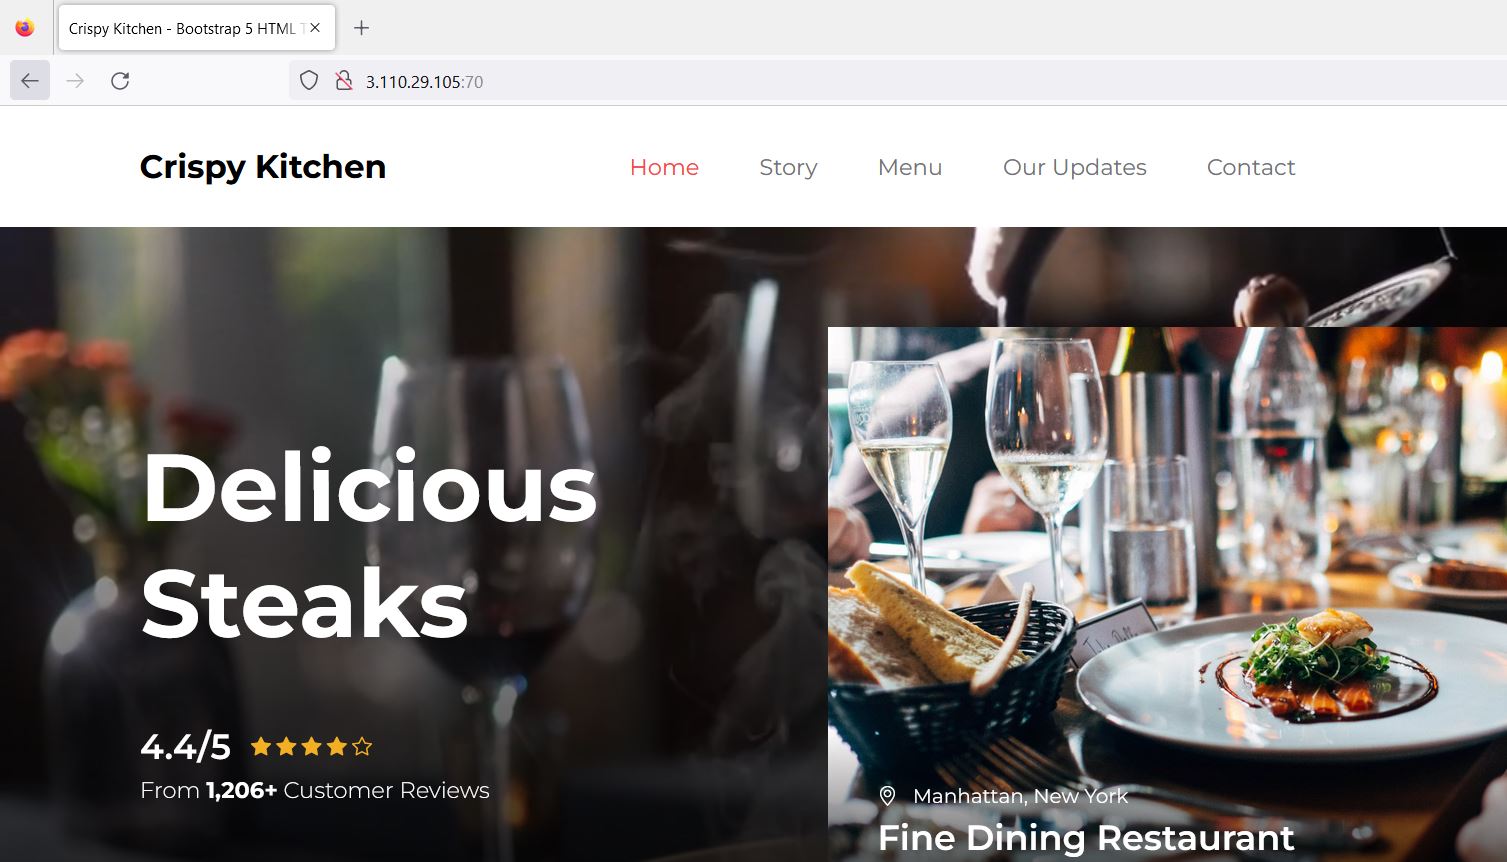 Crispy Kitchen - Bootstrap 5 HTML T
3.110.29.105:70
Crispy Kitchen
Home
Story
Menu
Our Updates
Contact
Delicious
Steaks
4.4/5
From 1,206+ Customer Reviews
Manhattan, New York
Fine Dining Restaurant